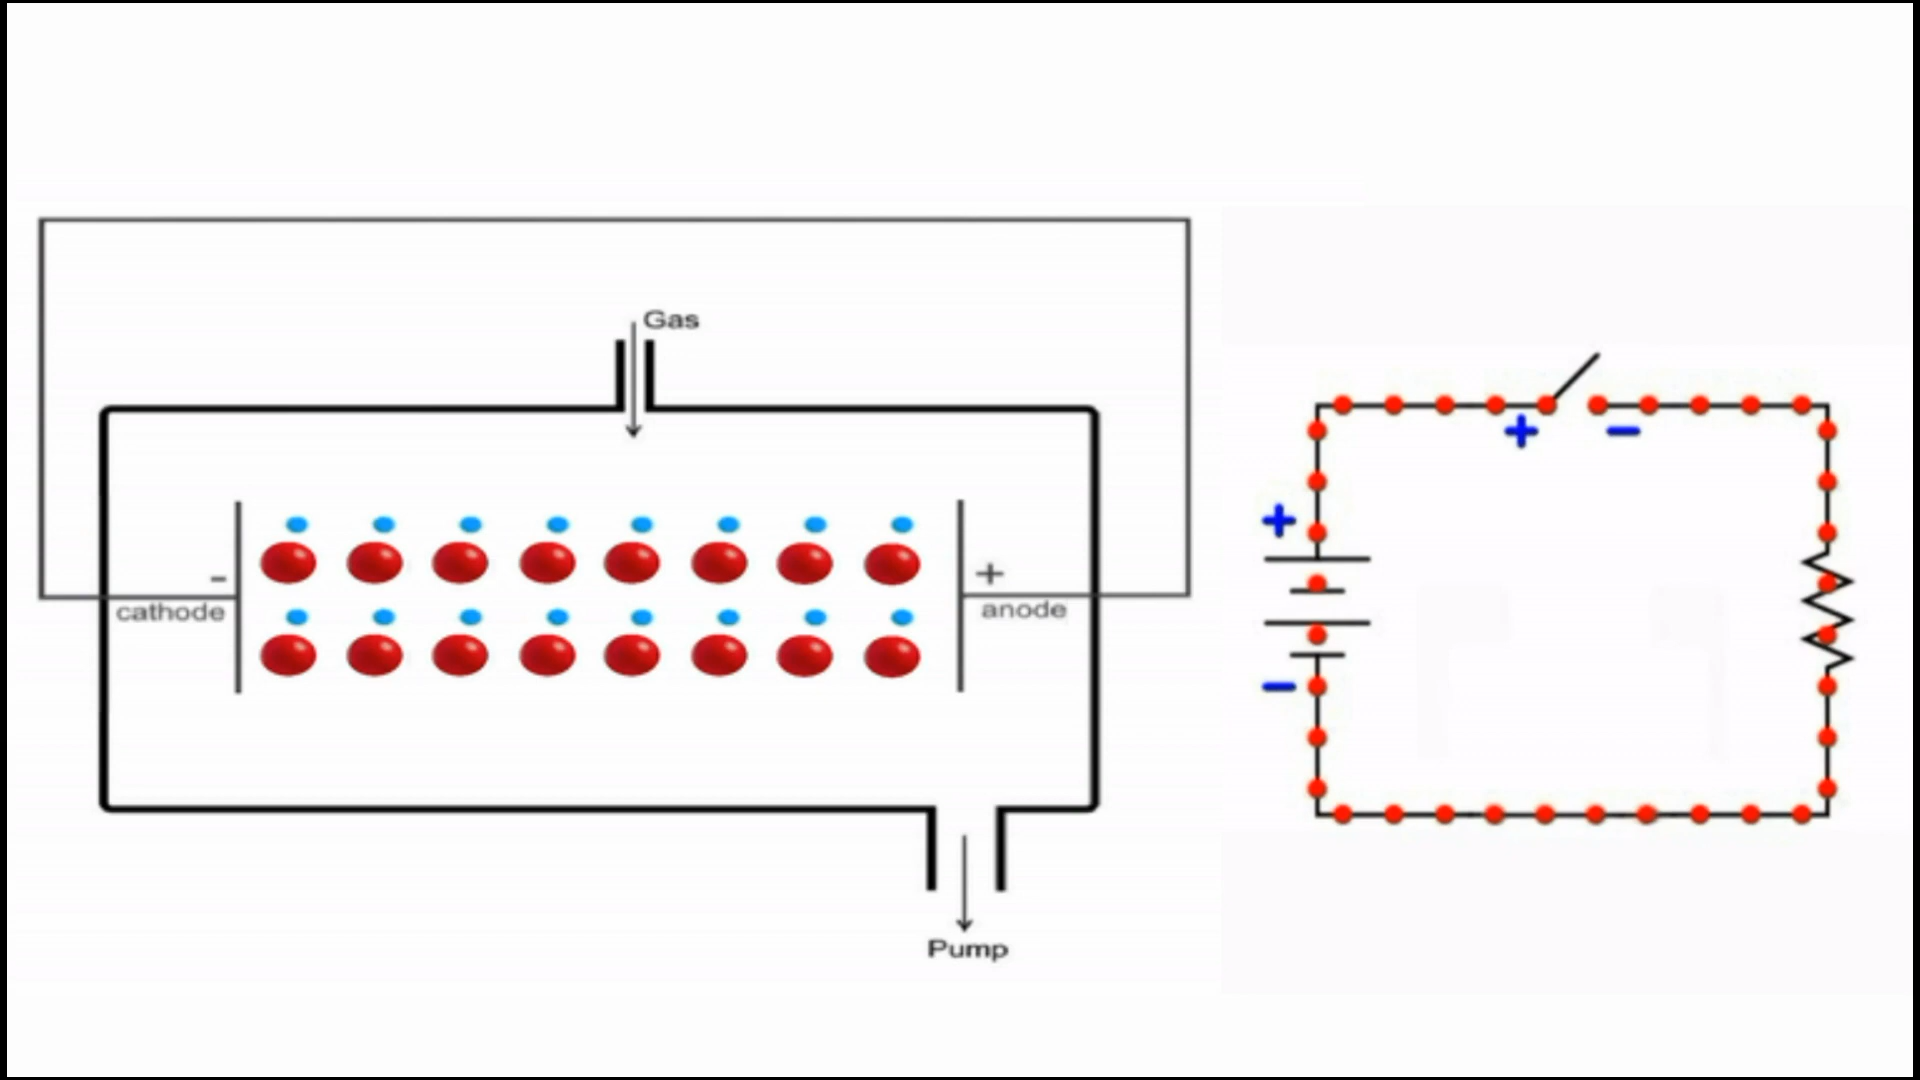 Gas
-
+
cathode
anode
Pump
+ -
+
-